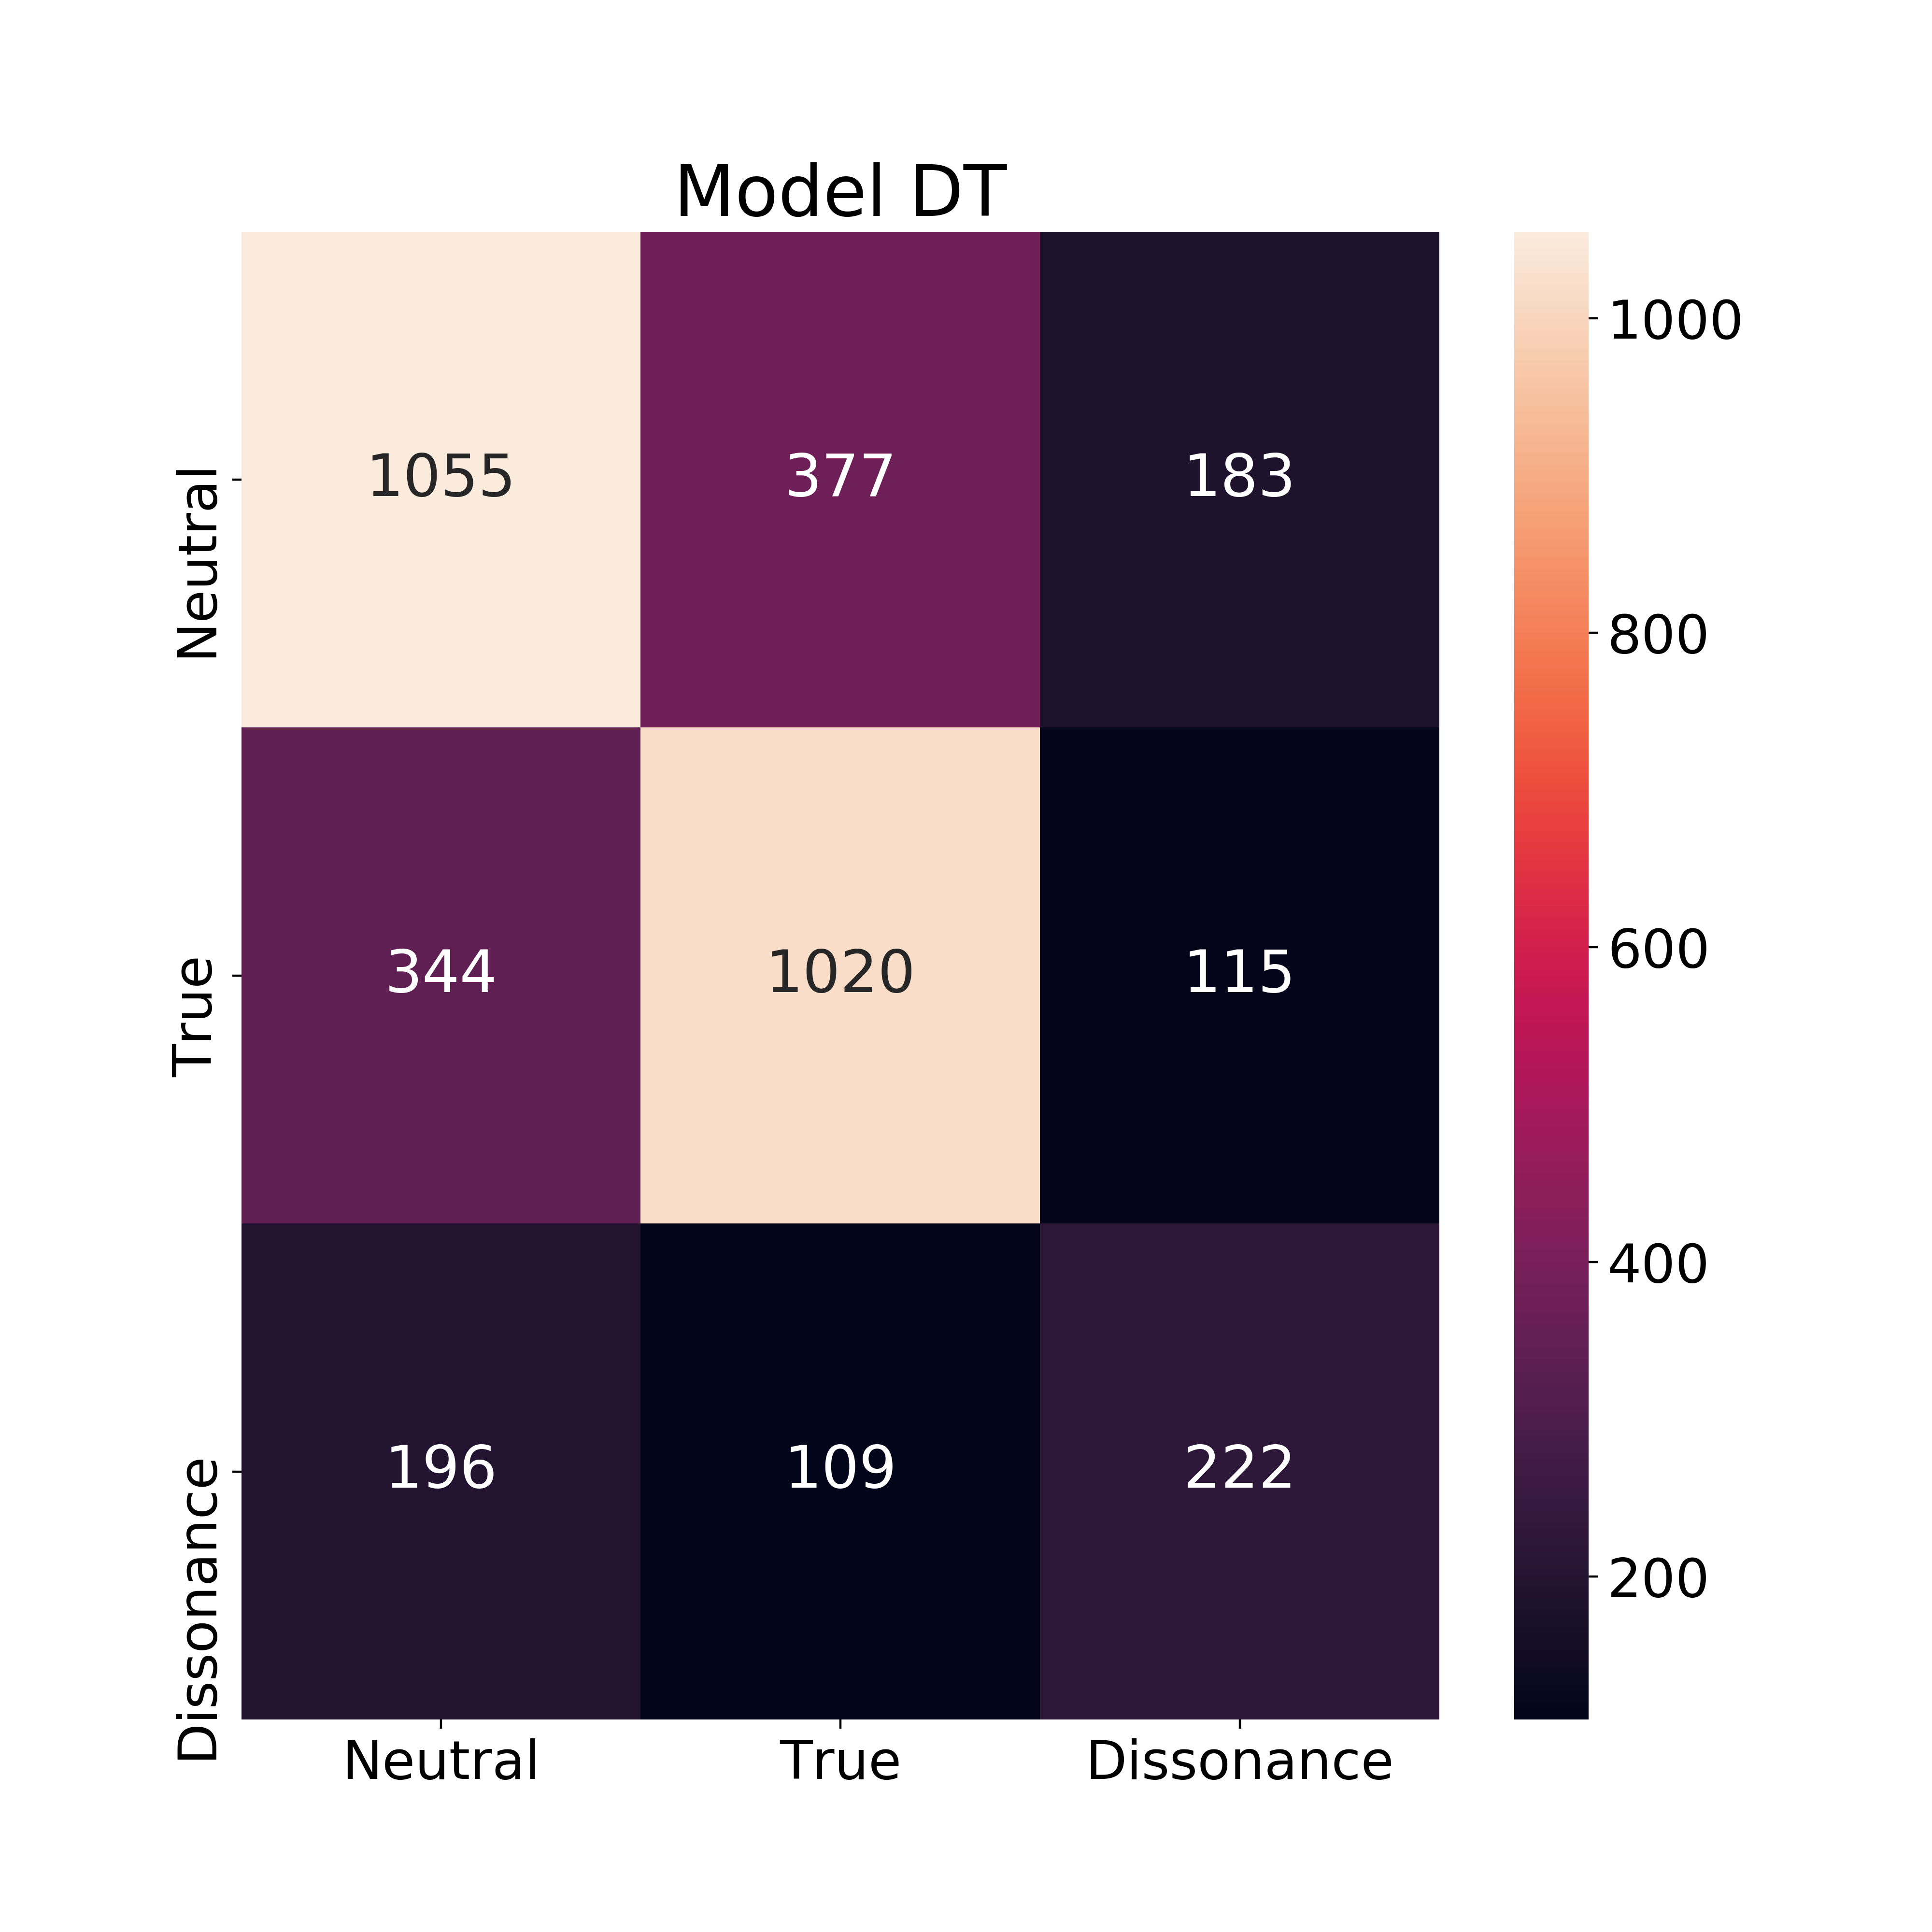 Model DT
Neutral
1055 377 183
1000
800
True
344 1020 115
600
400
Dissonance
196 109 222
200
Neutral True Dissonance